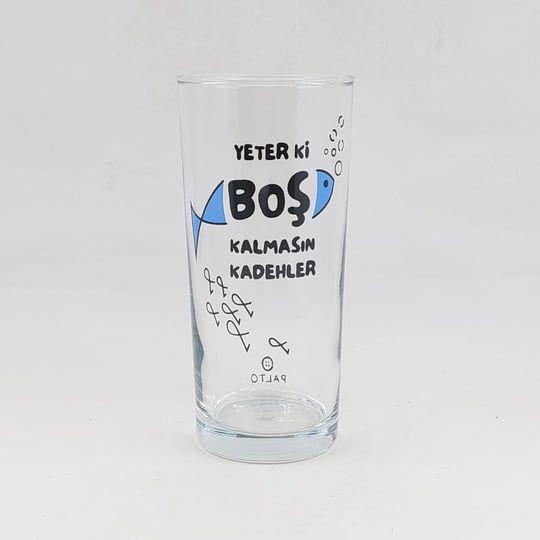 YETER Kİ
BOŞ
KALMASIN
KADEHLER
PALTO